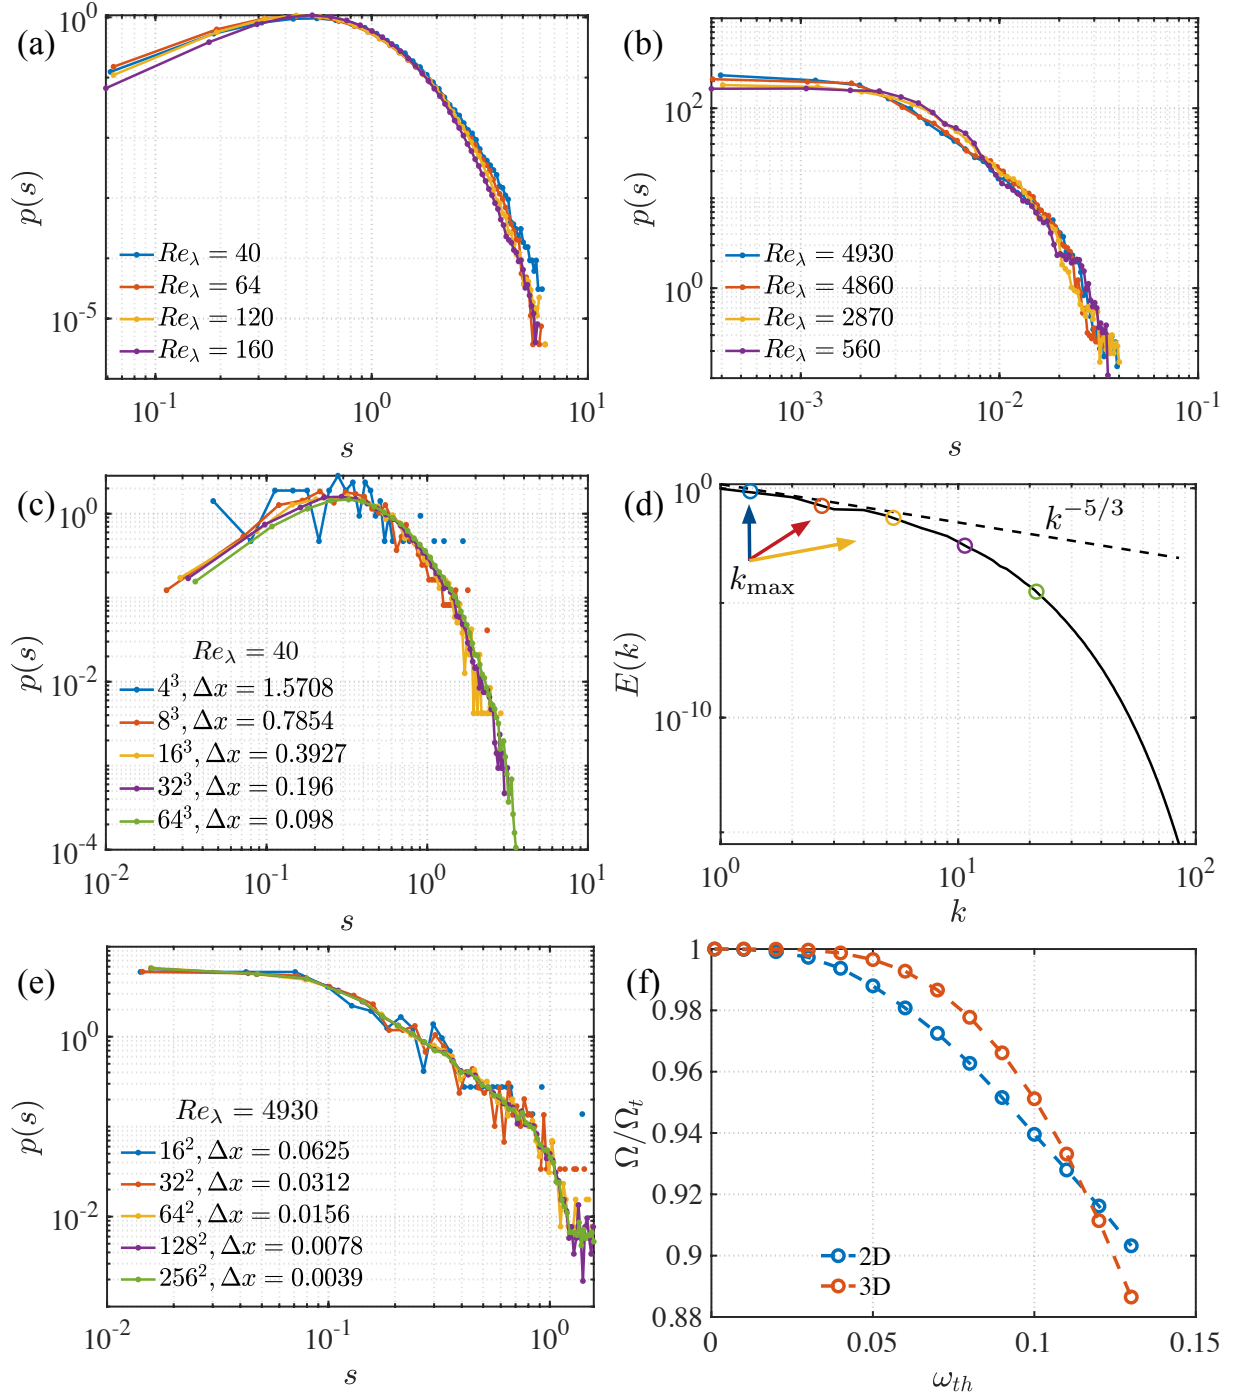 (a)
10^0
10^-5
p(s)
Re_λ = 40
Re_λ = 64
Re_λ = 120
Re_λ = 160
10^-1
10^0
10^1
s
(b)
10^2
10^0
p(s)
Re_λ = 4930
Re_λ = 4860
Re_λ = 2870
Re_λ = 560
10^-3
10^-2
10^-1
s
(c)
10^0
10^-2
10^-4
p(s)
Re_λ = 40
4^3, Δx = 1.5708
8^3, Δx = 0.7854
16^3, Δx = 0.3927
32^3, Δx = 0.196
64^3, Δx = 0.098
10^-2
10^-1
10^0
10^1
s
(d)
10^0
10^-10
E(k)
k^-5/3
k_max
10^0
10^1
10^2
k
(e)
10^0
10^-2
p(s)
Re_λ = 4930
16^2, Δx = 0.0625
32^2, Δx = 0.0312
64^2, Δx = 0.0156
128^2, Δx = 0.0078
256^2, Δx = 0.0039
10^-2
10^-1
10^0
s
(f)
1
0.98
0.96
0.94
0.92
0.9
0.88
Ω/Ω_t
2D
3D
0
0.05
0.1
0.15
ω_th